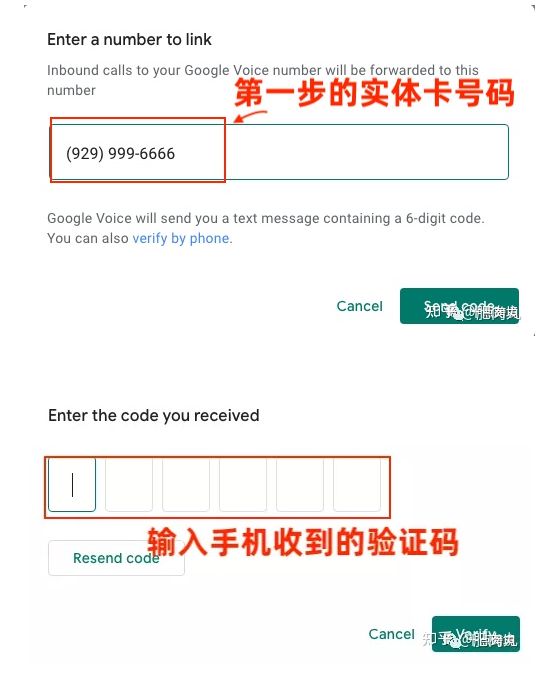 Enter a number to link
Inbound calls to your Google Voice number will be forwarded to this
number
第一步的实体卡号码
(929) 999-6666
Google Voice will send you a text message containing a 6-digit code.
You can also verify by phone.
Cancel
Send code
知乎
Enter the code you received
输入手机收到的验证码
Resend code
Cancel
Verify
知乎